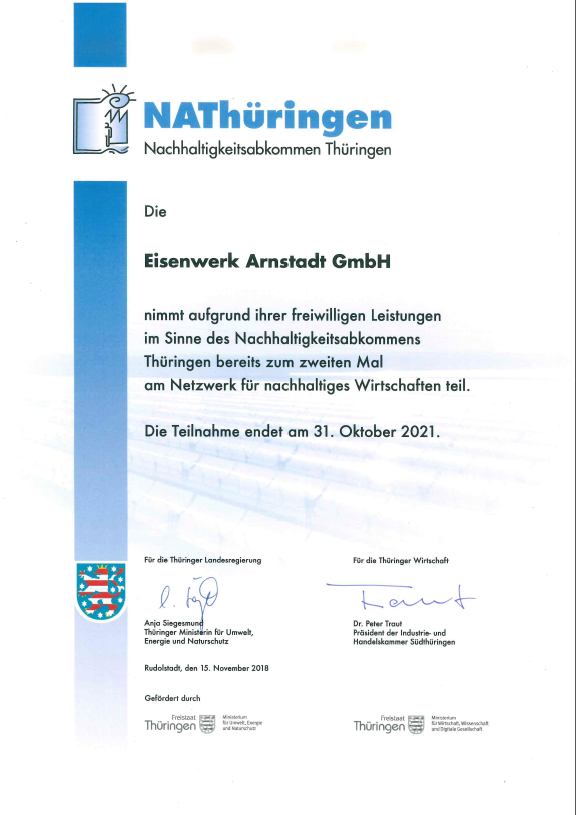 NAThüringen
Nachhaltigkeitsabkommen Thüringen
Die
Eisenwerk Arnstadt GmbH
nimmt aufgrund ihrer freiwilligen Leistungen
im Sinne des Nachhaltigkeitsabkommens
Thüringen bereits zum zweiten Mal
am Netzwerk für nachhaltiges Wirtschaften teil.
Die Teilnahme endet am 31. Oktober 2021.
Für die Thüringer Landesregierung
Anja Siegesmund
Thüringer Ministerin für Umwelt,
Energie und Naturschutz
Für die Thüringer Wirtschaft
Traut
Dr. Peter Traut
Präsident der Industrie- und
Handelskammer Südthüringen
Rudolstadt, den 15. November 2018
Gefördert durch
Freistaat
Thüringen
Ministerium
für Umwelt, Energie
und Naturschutz
Freistaat
Thüringen
Ministerium
für Wirtschaft, Wissenschaft
und Digitale Gesellschaft